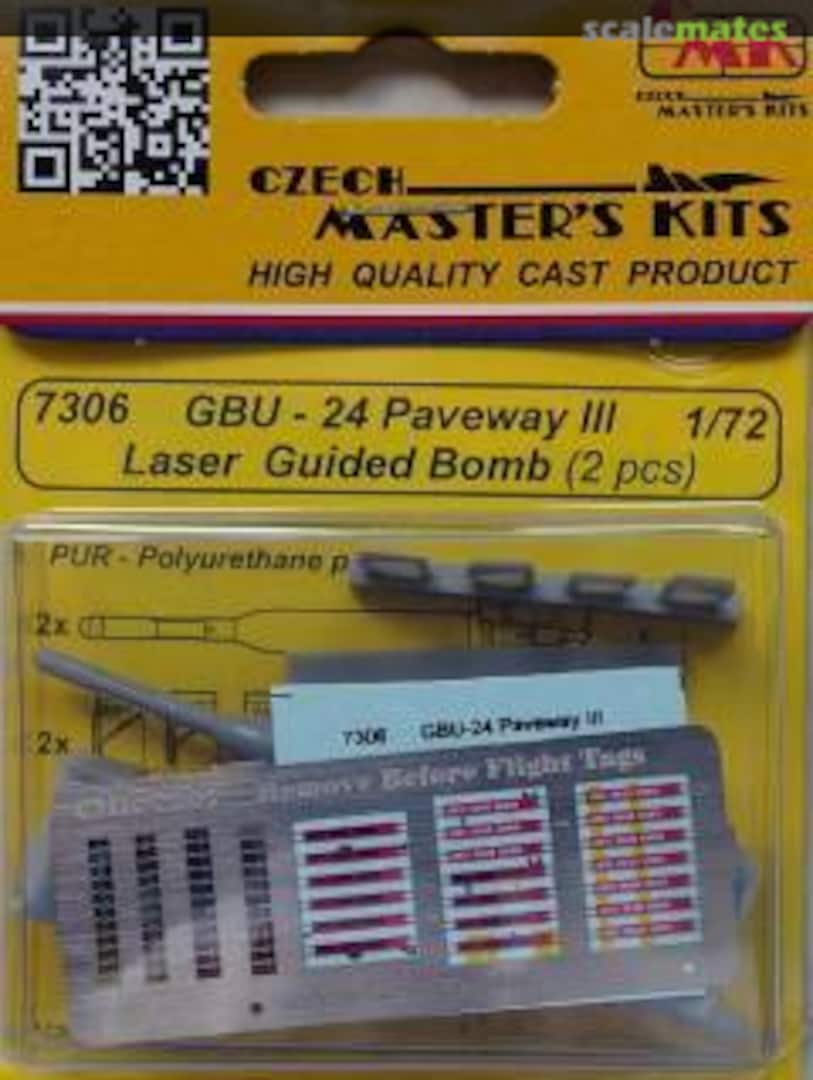 scalemates
MK
CZECH
MASTER'S KITS
CZECH
MASTER'S KITS
HIGH QUALITY CAST PRODUCT
7306 GBU - 24 Paveway III 1/72
Laser Guided Bomb (2 pcs)
PUR - Polyurethane p
2x
7306 GBU-24 Paveway III
2x
Remove Before Flight Tags